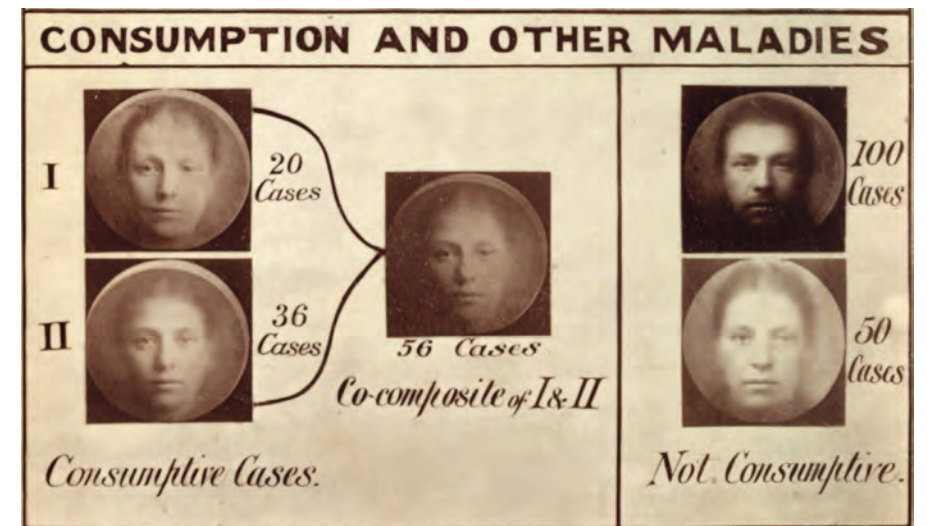 CONSUMPTION AND OTHER MALADIES
I
20
Cases
II
36
Cases
56 Cases
Co-composite of I & II
Consumptive Cases.
100
Cases
50
Cases
Not Consumptive.